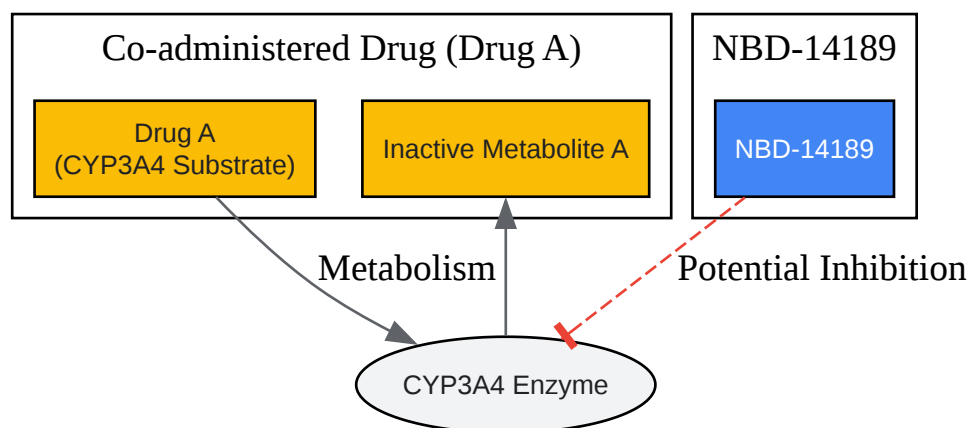 Co-administered Drug (Drug A)
NBD-14189
Drug A
(CYP3A4 Substrate)
Inactive Metabolite A
NBD-14189
Metabolism
Potential Inhibition
CYP3A4 Enzyme